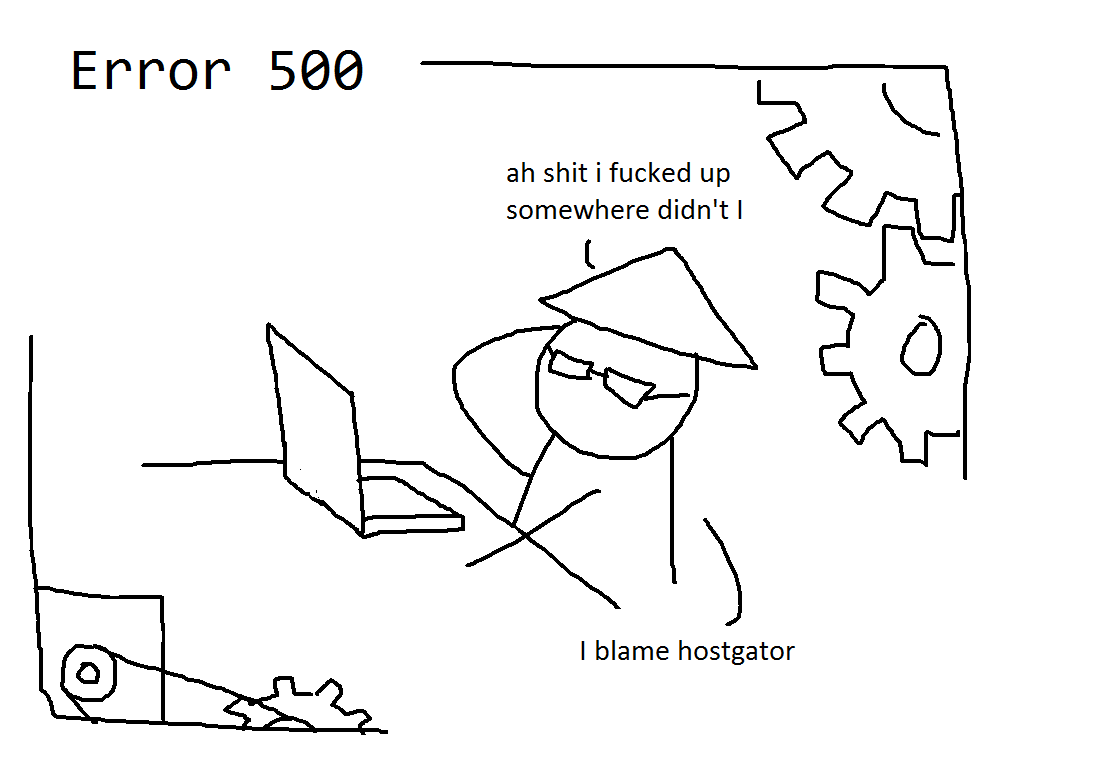 Error 500
ah shit i fucked up
somewhere didn't I
I blame hostgator